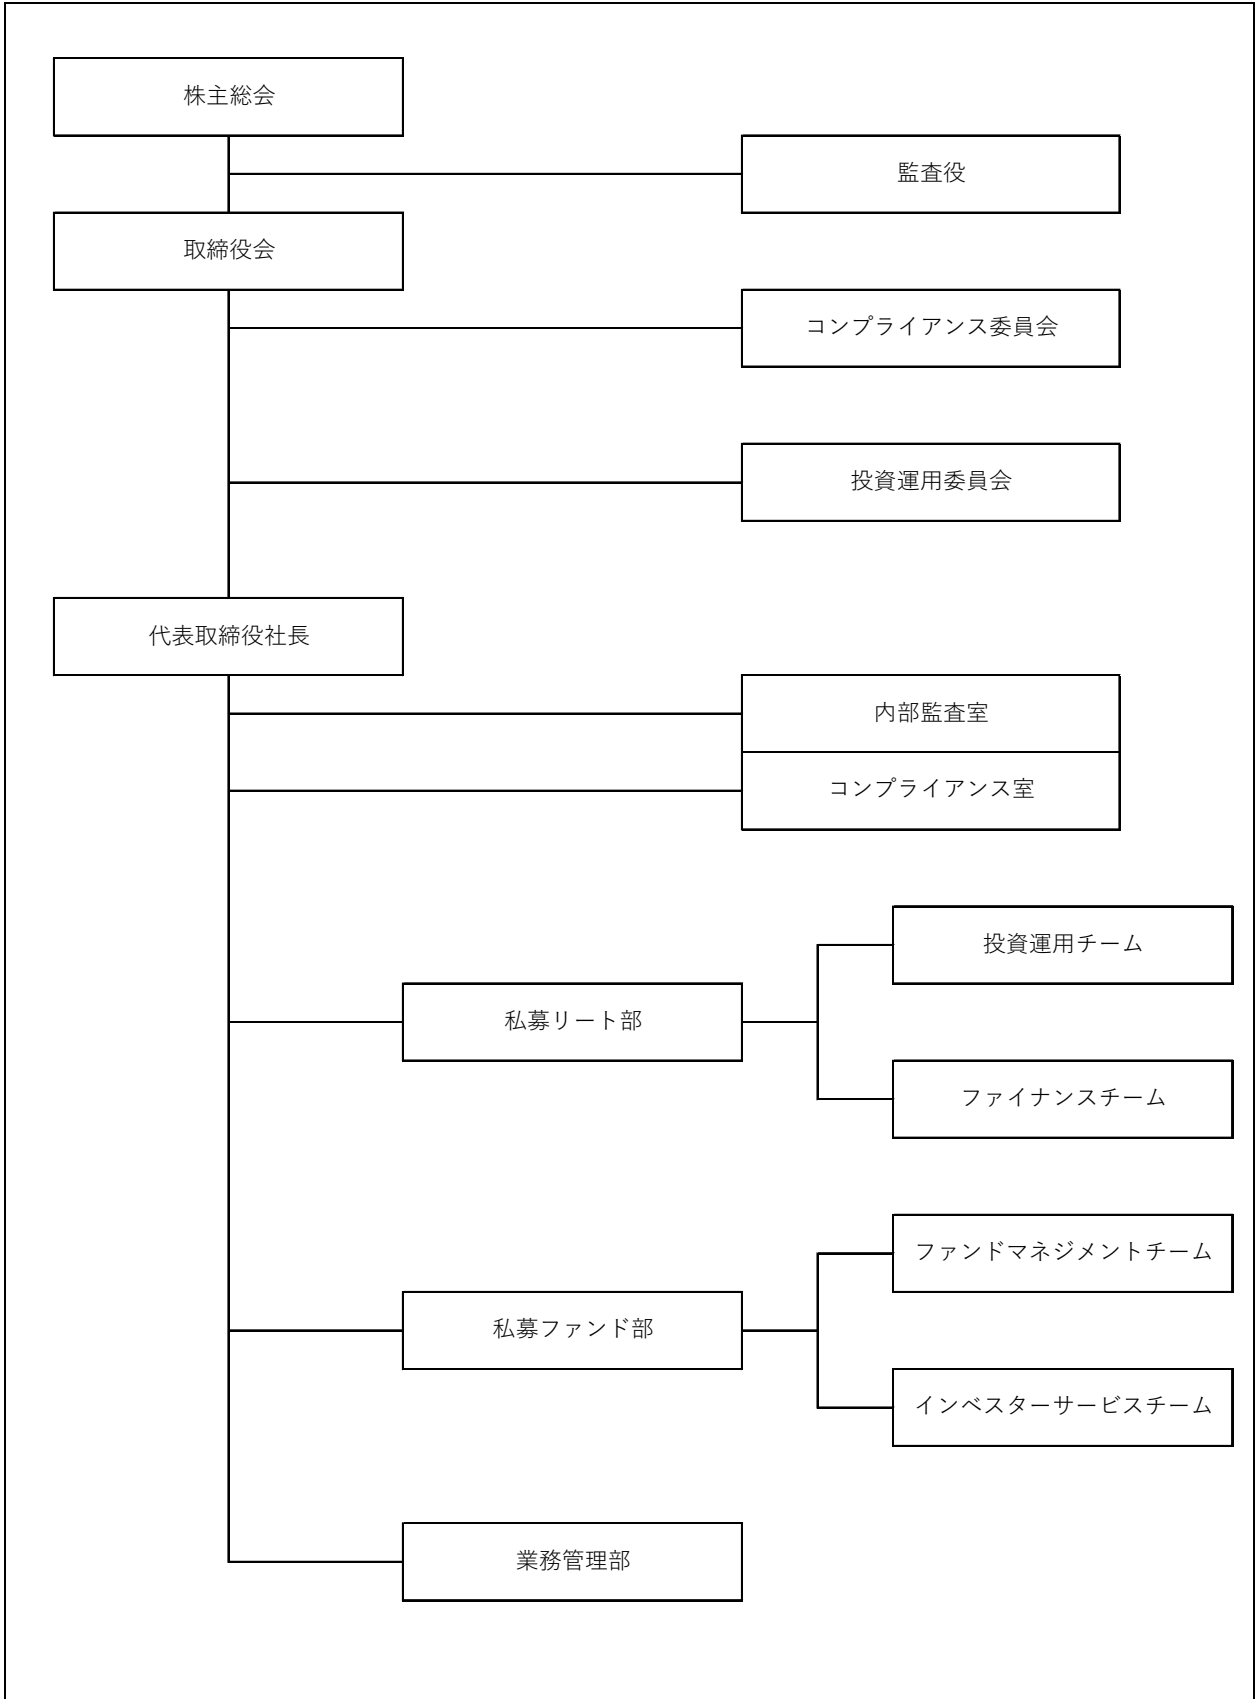 株主総会
監査役
取締役会
コンプライアンス委員会
投資運用委員会
代表取締役社長
内部監査室
コンプライアンス室
投資運用チーム
私募リート部
ファイナンスチーム
ファンドマネジメントチーム
私募ファンド部
インベスターサービスチーム
業務管理部